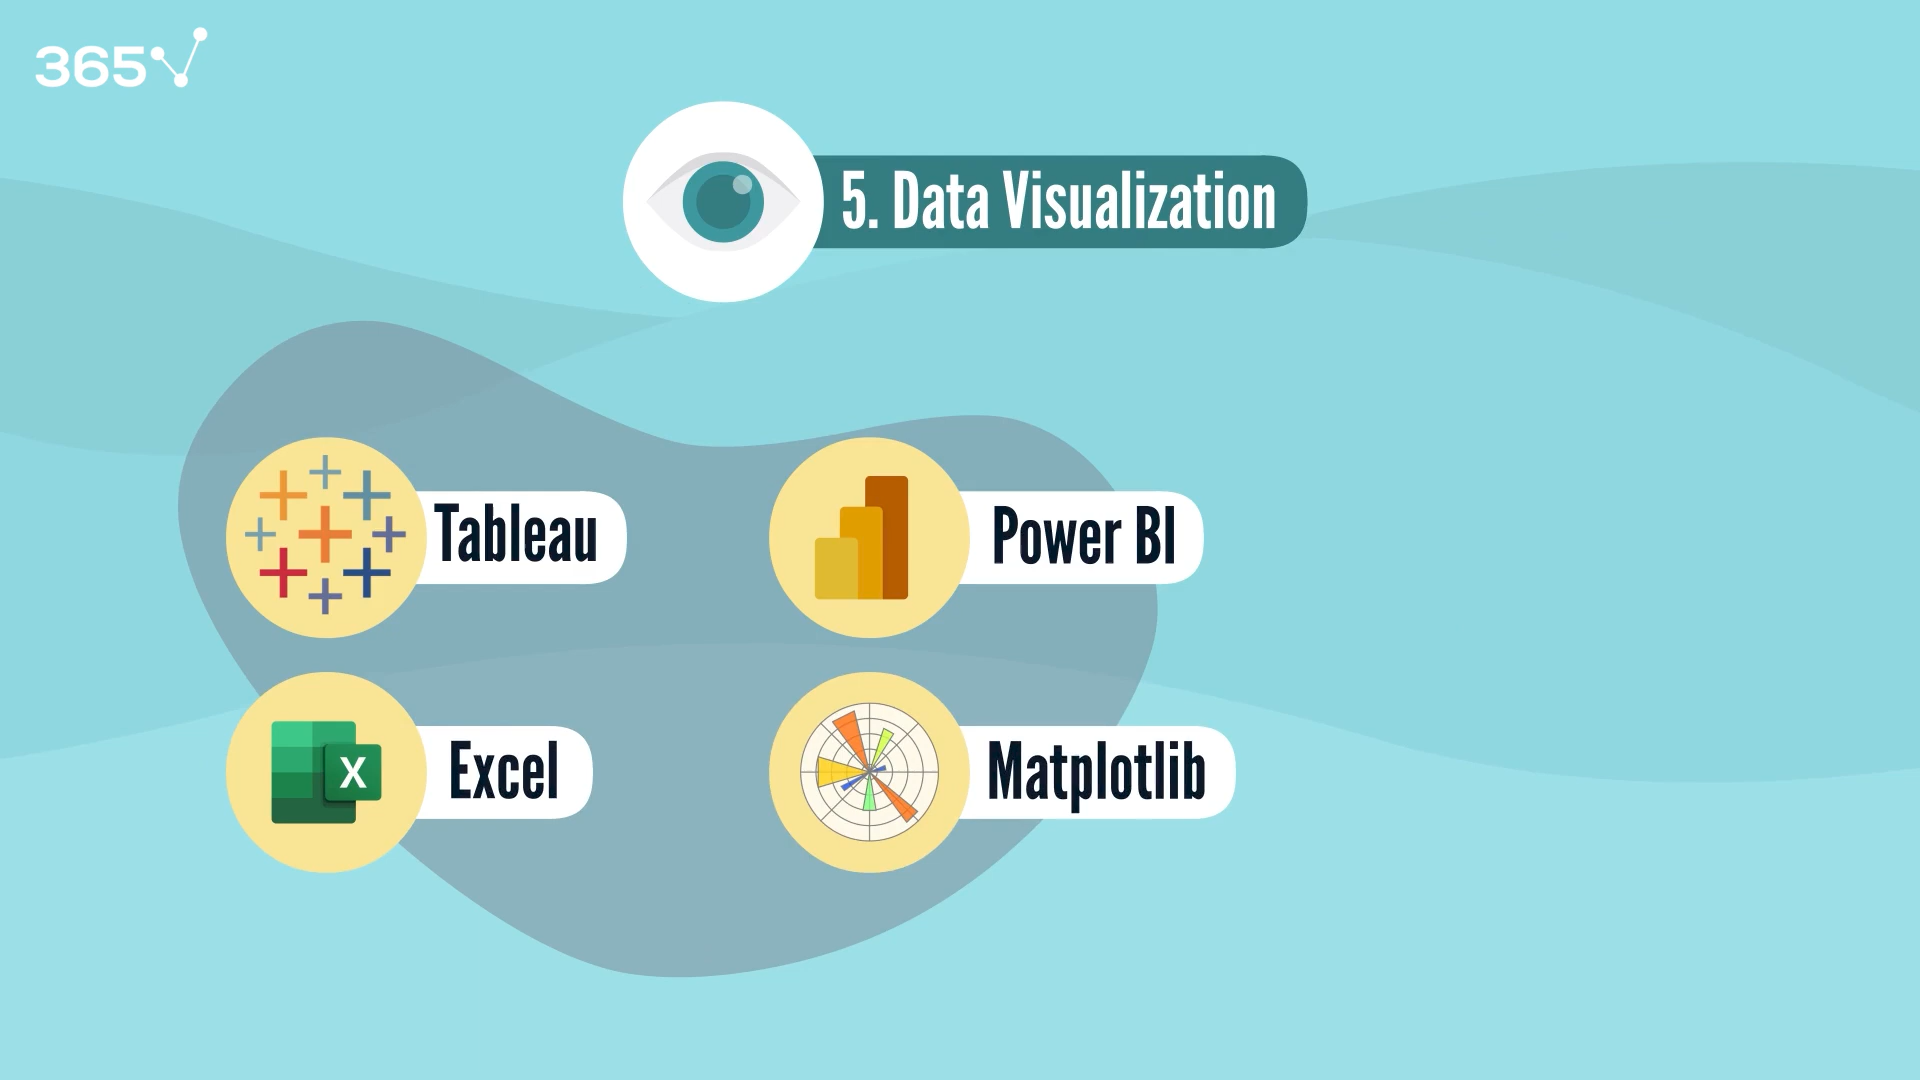 365
5. Data Visualization
Tableau
Power BI
Excel
X
Matplotlib